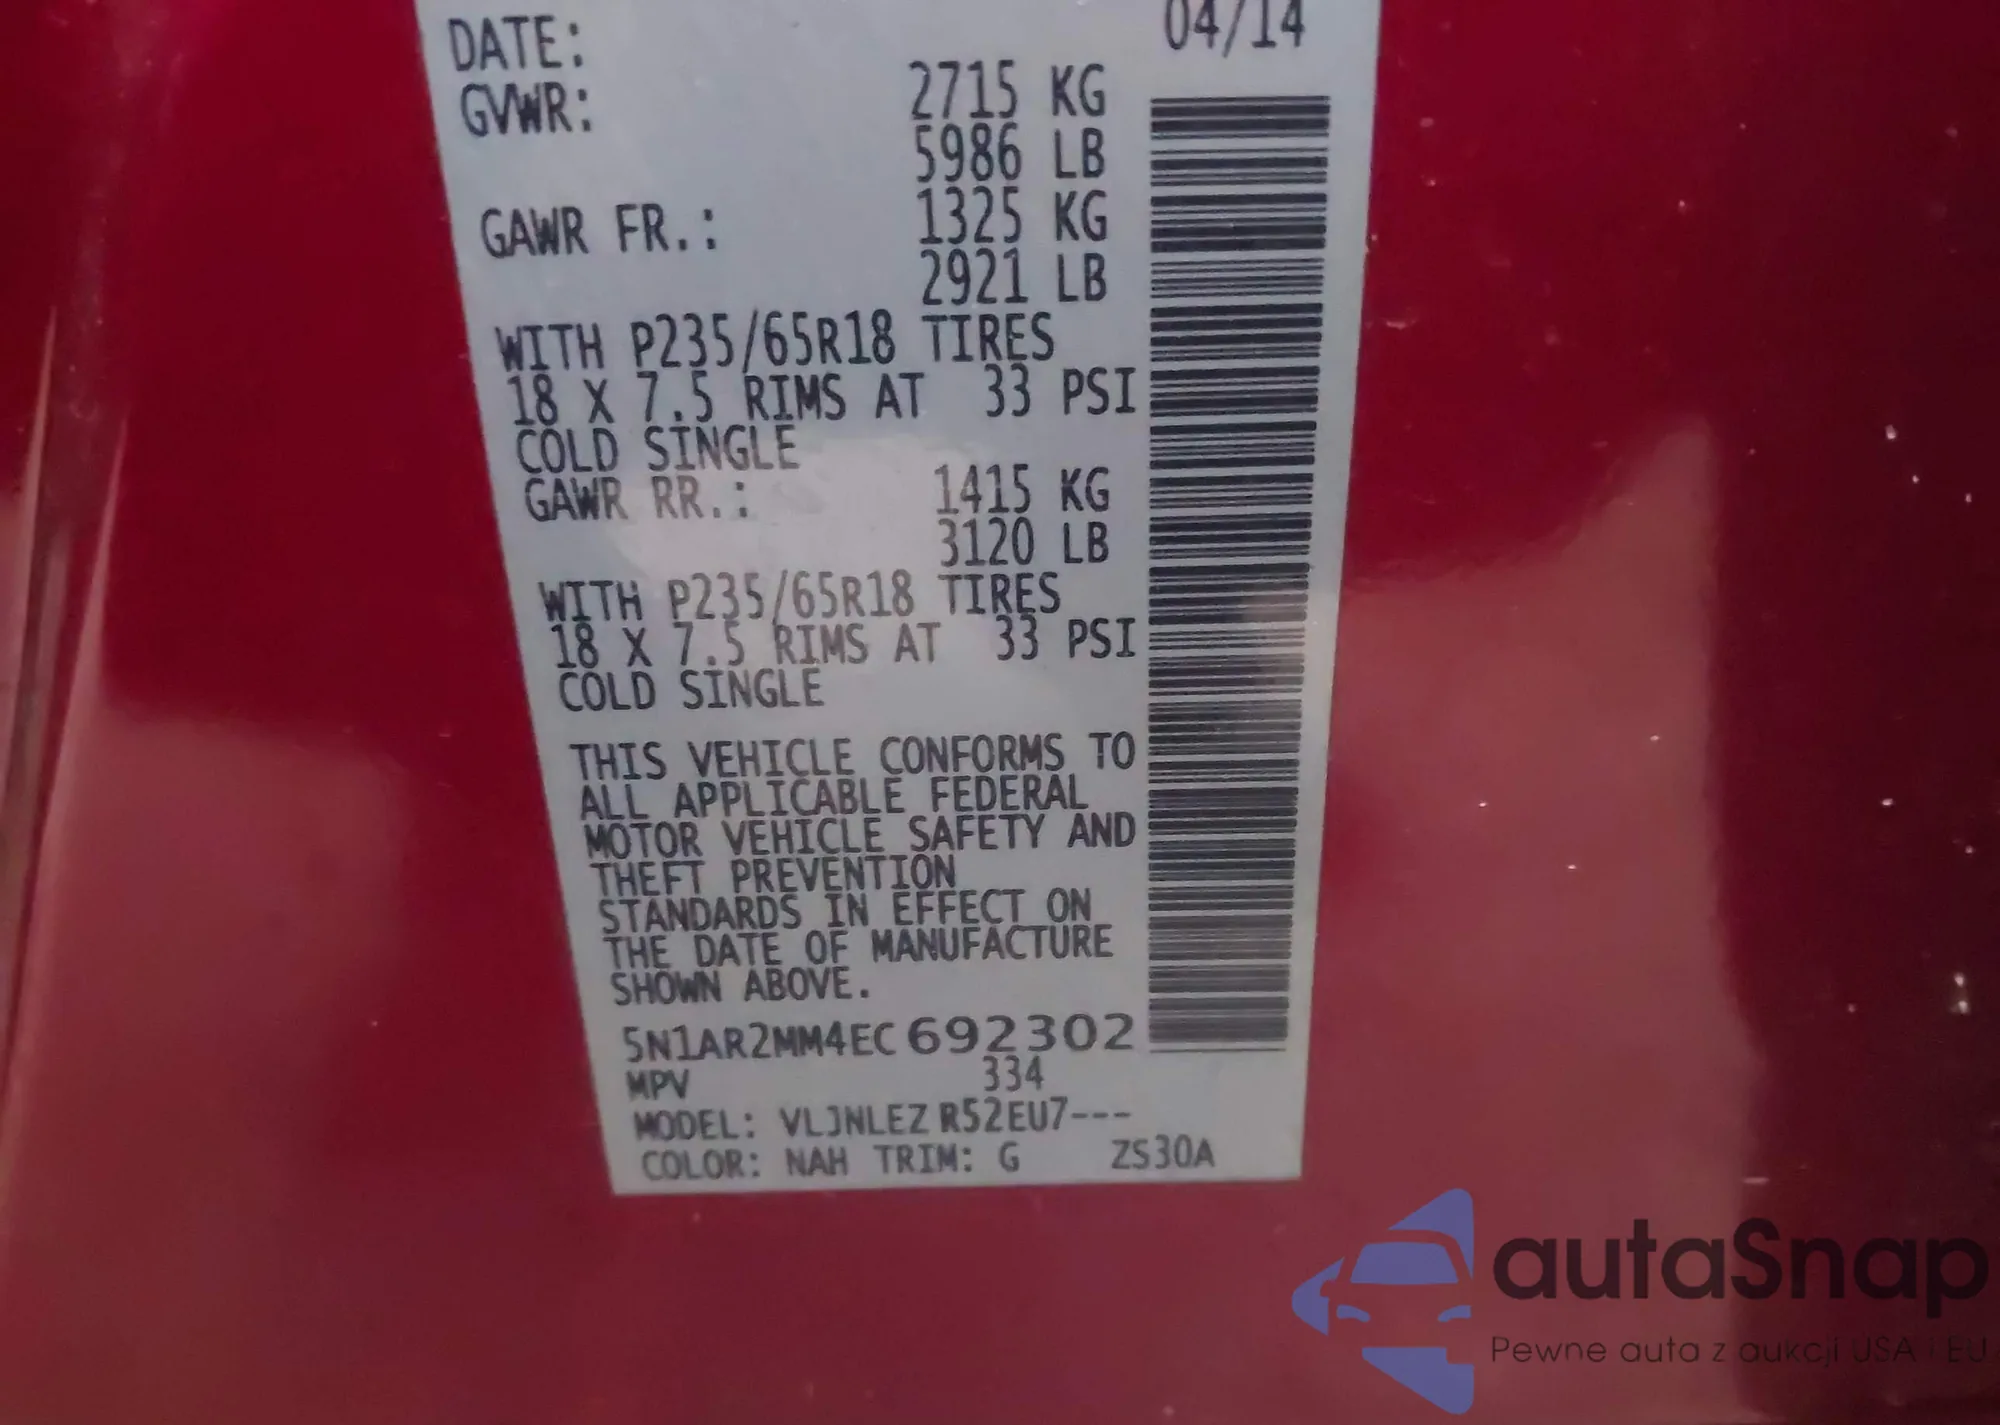 DATE: 04/14
GVWR: 2715 KG
5986 LB
GAWR FR.: 1325 KG
2921 LB
WITH P235/65R18 TIRES
18 X 7.5 RIMS AT 33 PSI
COLD SINGLE
GAWR RR.: 1415 KG
3120 LB
WITH P235/65R18 TIRES
18 X 7.5 RIMS AT 33 PSI
COLD SINGLE
THIS VEHICLE CONFORMS TO
ALL APPLICABLE FEDERAL
MOTOR VEHICLE SAFETY AND
THEFT PREVENTION
STANDARDS IN EFFECT ON
THE DATE OF MANUFACTURE
SHOWN ABOVE.
5N1AR2MM4EC 692302
MPV 334
MODEL: VLJNLEZ R52EU7---
COLOR: NAH TRIM: G ZS30A
autaSnap
Pewne auta z aukcji USA i EU